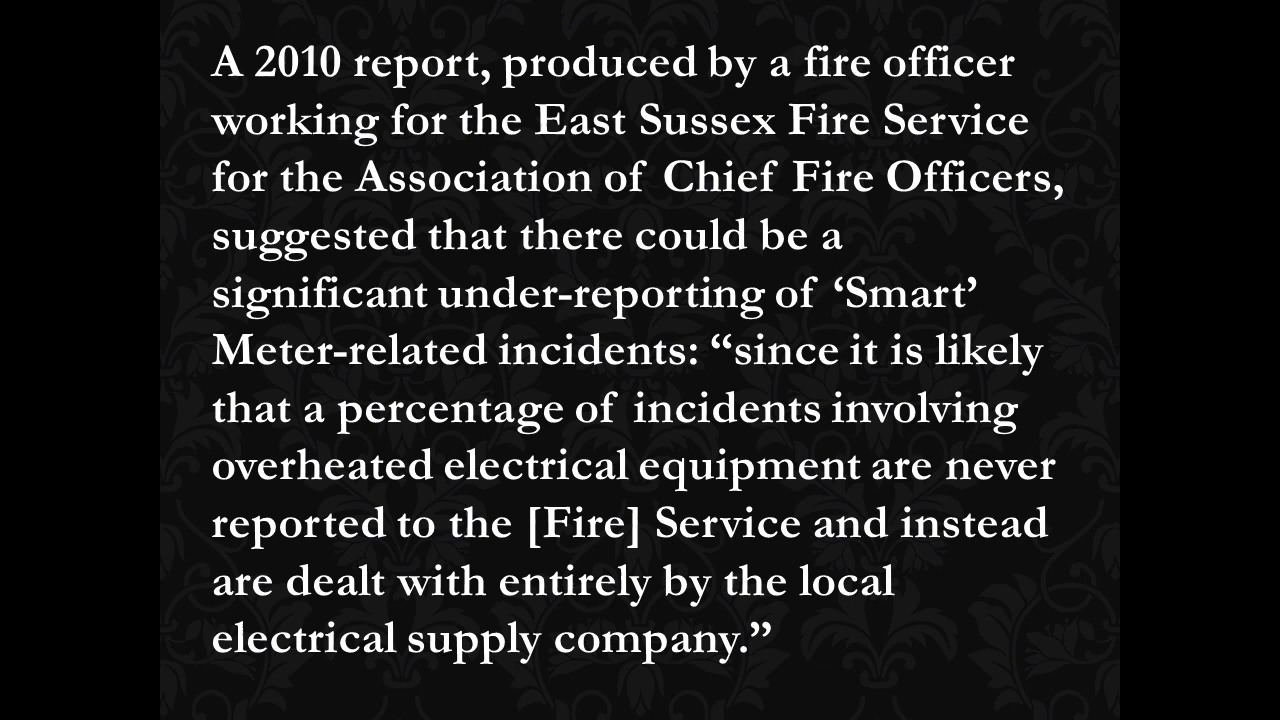 A 2010 report, produced by a fire officer
working for the East Sussex Fire Service
for the Association of Chief Fire Officers,
suggested that there could be a
significant under-reporting of ‘Smart’
Meter-related incidents: “since it is likely
that a percentage of incidents involving
overheated electrical equipment are never
reported to the [Fire] Service and instead
are dealt with entirely by the local
electrical supply company.”